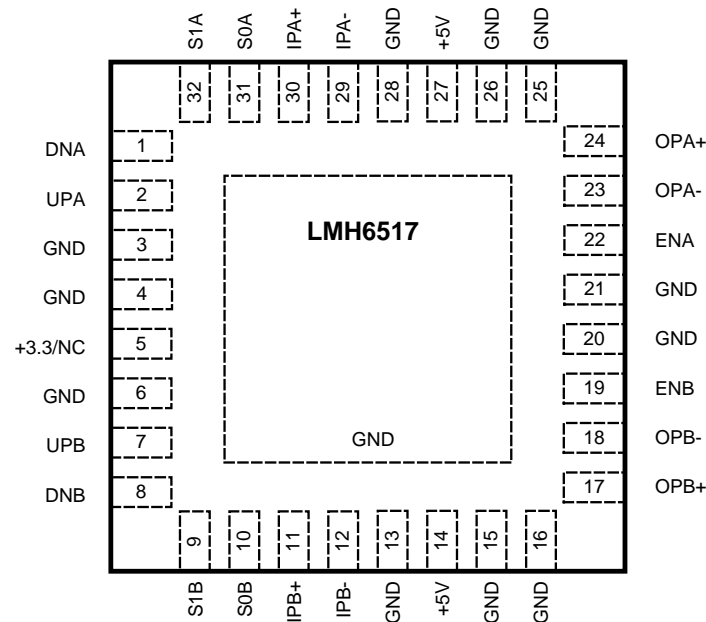 S1A
S0A
IPA+
IPA-
GND
+5V
GND
GND
32
31
30
29
28
27
26
25
DNA 1
UPA 2
GND 3
GND 4
+3.3/NC 5
GND 6
UPB 7
DNB 8
LMH6517
GND
24 OPA+
23 OPA-
22 ENA
21 GND
20 GND
19 ENB
18 OPB-
17 OPB+
9
10
11
12
13
14
15
16
S1B
S0B
IPB+
IPB-
GND
+5V
GND
GND